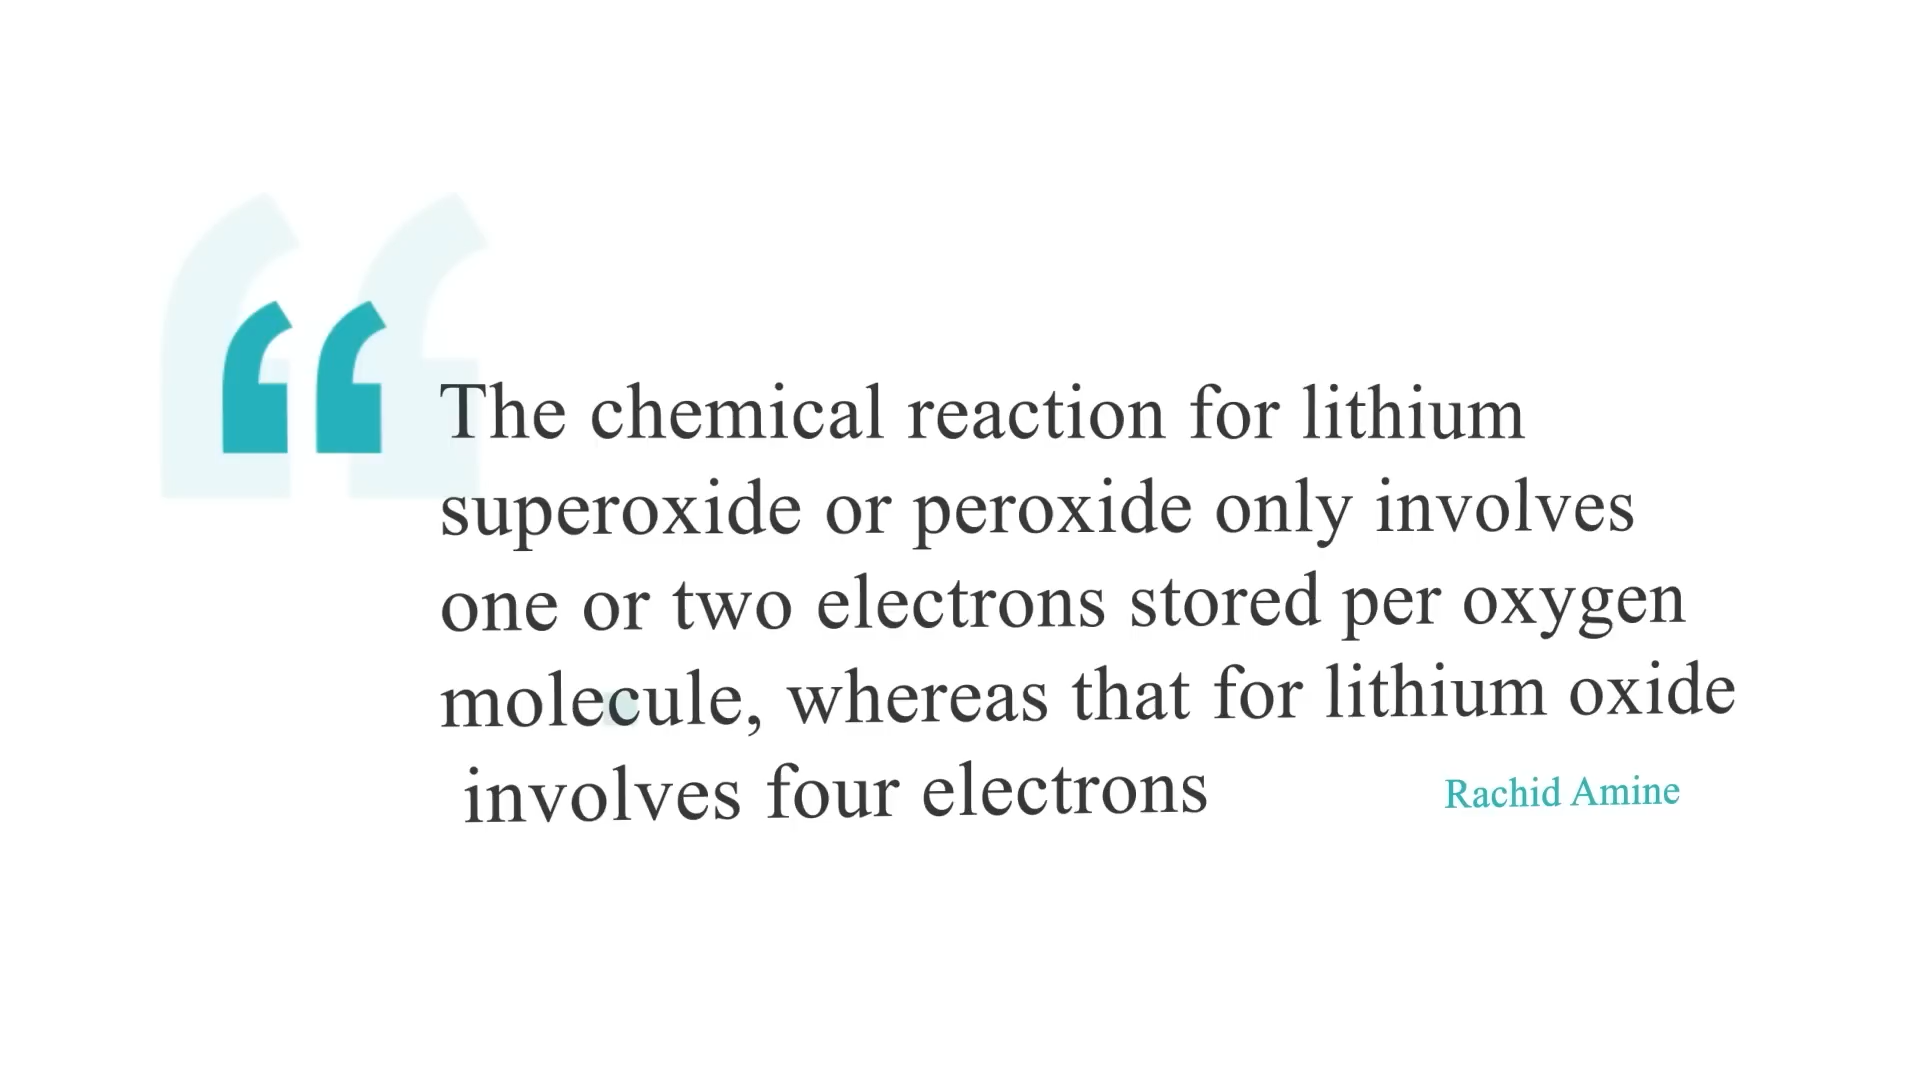 The chemical reaction for lithium
superoxide or peroxide only involves
one or two electrons stored per oxygen
molecule, whereas that for lithium oxide
involves four electrons
Rachid Amine